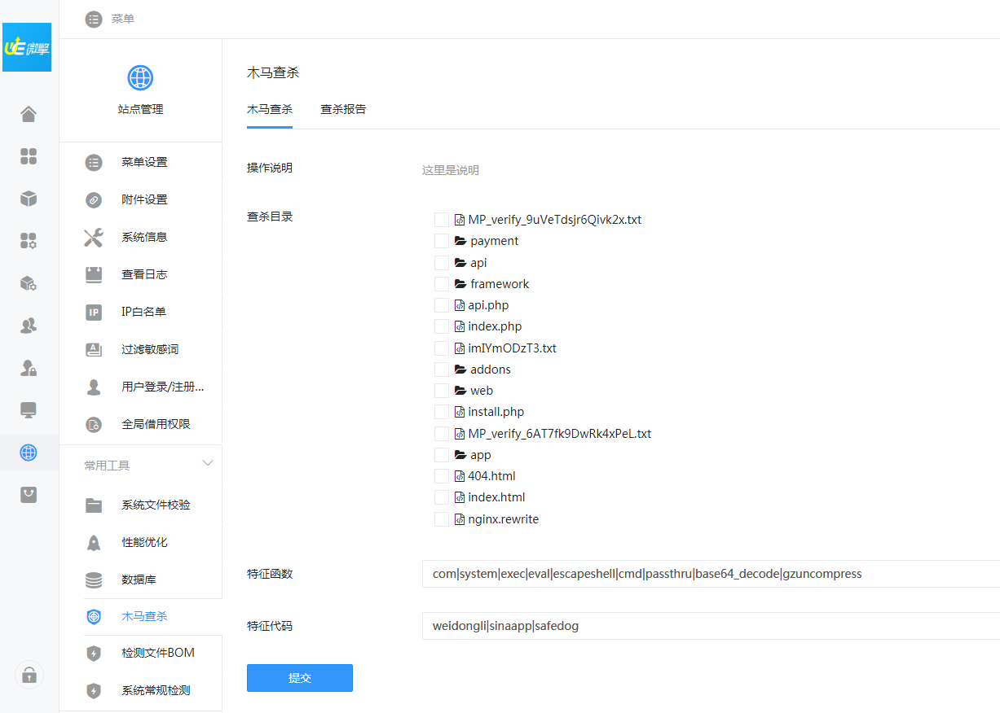 菜单
WE微擎
站点管理
菜单设置
附件设置
系统信息
查看日志
IP
IP白名单
A
过滤敏感词
用户登录/注册...
全局借用权限
常用工具
系统文件校验
性能优化
数据库
木马查杀
检测文件BOM
系统常规检测
木马查杀
木马查杀 查杀报告
操作说明 这里是说明
查杀目录
MP_verify_9uVeTdsjr6Qivk2x.txt
payment
api
framework
api.php
index.php
imIYmODzT3.txt
addons
web
install.php
MP_verify_6AT7fk9DwRk4xPeL.txt
app
404.html
index.html
nginx.rewrite
特征函数 com|system|exec|eval|escapeshell|cmd|passthru|base64_decode|gzuncompress
特征代码 weidongli|sinaapp|safedog
提交